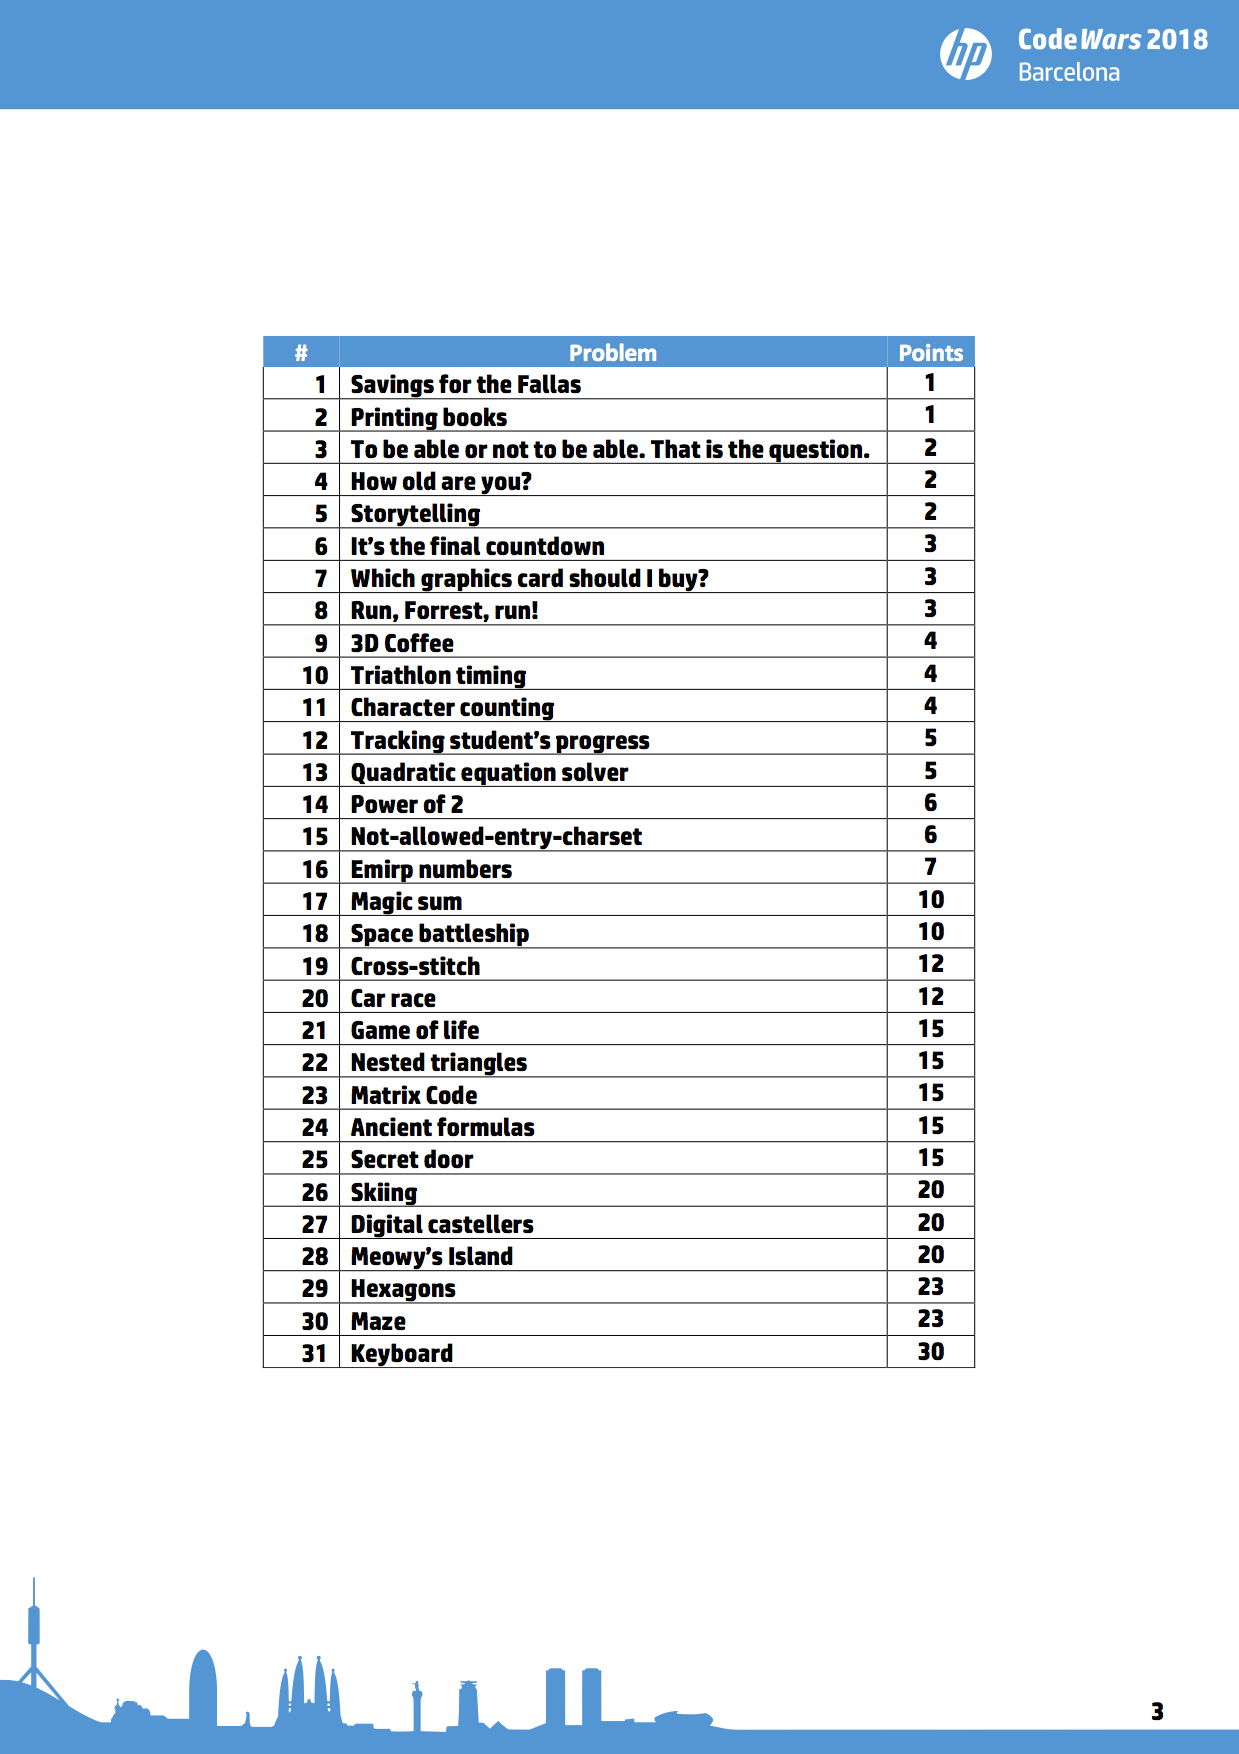 hp
CodeWars 2018
Barcelona
# Problem Points
1 Savings for the Fallas 1
2 Printing books 1
3 To be able or not to be able. That is the question. 2
4 How old are you? 2
5 Storytelling 2
6 It’s the final countdown 3
7 Which graphics card should I buy? 3
8 Run, Forrest, run! 3
9 3D Coffee 4
10 Triathlon timing 4
11 Character counting 4
12 Tracking student’s progress 5
13 Quadratic equation solver 5
14 Power of 2 6
15 Not-allowed-entry-charset 6
16 Emirp numbers 7
17 Magic sum 10
18 Space battleship 10
19 Cross-stitch 12
20 Car race 12
21 Game of life 15
22 Nested triangles 15
23 Matrix Code 15
24 Ancient formulas 15
25 Secret door 15
26 Skiing 20
27 Digital castellers 20
28 Meowy’s Island 20
29 Hexagons 23
30 Maze 23
31 Keyboard 30
3